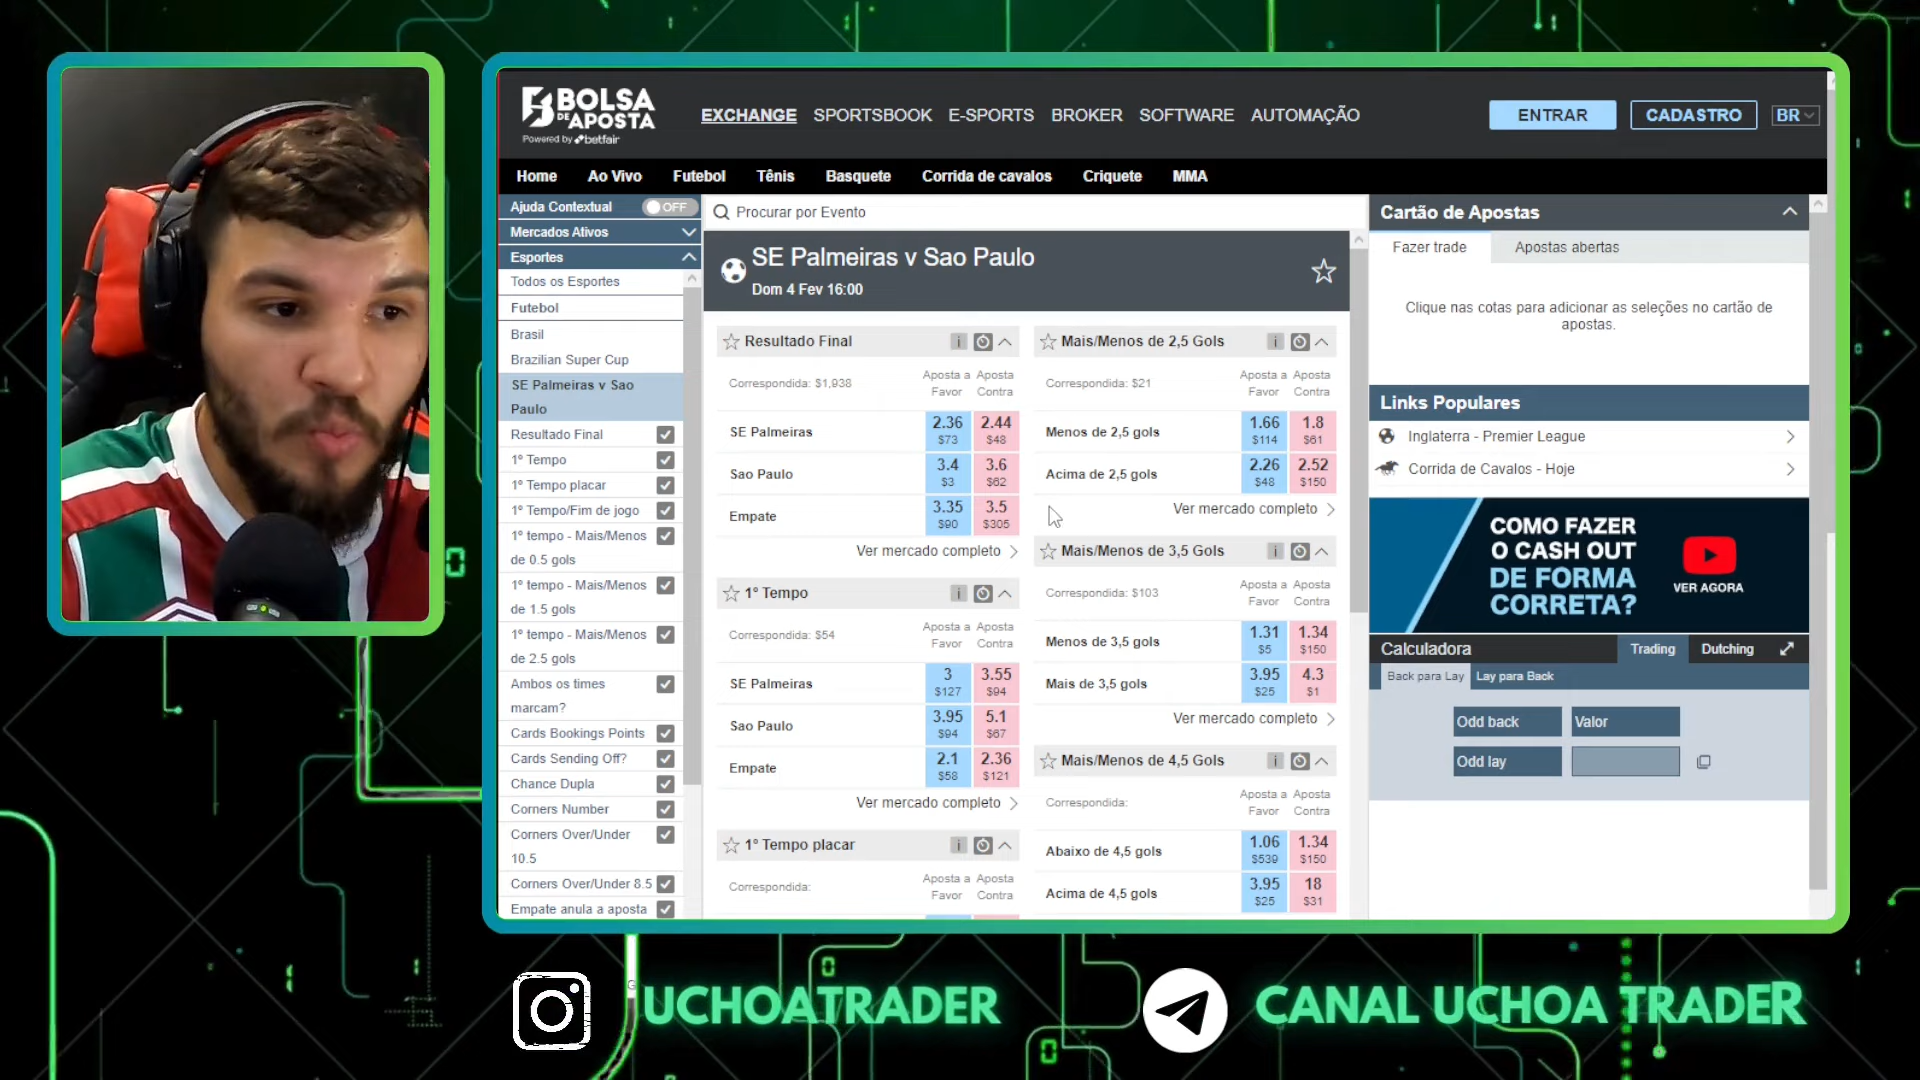 BOLSA
DE APOSTA
Powered by betfair
EXCHANGE SPORTSBOOK E-SPORTS BROKER SOFTWARE AUTOMAÇÃO
ENTRAR CADASTRO BR
Home Ao Vivo Futebol Tênis Basquete Corrida de cavalos Criquete MMA
Ajuda Contextual OFF
Mercados Ativos
Esportes
Todos os Esportes
Futebol
Brasil
Brazilian Super Cup
SE Palmeiras v Sao
Paulo
Resultado Final
1º Tempo
1º Tempo placar
1º Tempo/Fim de jogo
1º tempo - Mais/Menos
de 0.5 gols
1º tempo - Mais/Menos
de 1.5 gols
1º tempo - Mais/Menos
de 2.5 gols
Ambos os times
marcam?
Cards Bookings Points
Cards Sending Off?
Chance Dupla
Corners Number
Corners Over/Under
10.5
Corners Over/Under 8.5
Empate anula a aposta
Procurar por Evento
SE Palmeiras v Sao Paulo
Dom 4 Fev 16:00
Resultado Final
Correspondida: $1,938
Aposta a Aposta
Favor Contra
SE Palmeiras 2.36 2.44
$73 $48
Sao Paulo 3.4 3.6
$3 $62
Empate 3.35 3.5
$90 $305
Ver mercado completo
1º Tempo
Correspondida: $54
Aposta a Aposta
Favor Contra
SE Palmeiras 3 3.55
$127 $94
Sao Paulo 3.95 5.1
$94 $67
Empate 2.1 2.36
$58 $121
Ver mercado completo
1º Tempo placar
Correspondida:
Aposta a Aposta
Favor Contra
Mais/Menos de 2,5 Gols
Correspondida: $21
Aposta a Aposta
Favor Contra
Menos de 2,5 gols 1.66 1.8
$114 $61
Acima de 2,5 gols 2.26 2.52
$48 $150
Ver mercado completo
Mais/Menos de 3,5 Gols
Correspondida: $103
Aposta a Aposta
Favor Contra
Menos de 3,5 gols 1.31 1.34
$5 $150
Mais de 3,5 gols 3.95 4.3
$25 $1
Ver mercado completo
Mais/Menos de 4,5 Gols
Correspondida:
Aposta a Aposta
Favor Contra
Abaixo de 4,5 gols 1.06 1.34
$539 $150
Acima de 4,5 gols 3.95 18
$25 $31
Cartão de Apostas
Fazer trade Apostas abertas
Clique nas cotas para adicionar as seleções no cartão de
apostas.
Links Populares
Inglaterra - Premier League
Corrida de Cavalos - Hoje
COMO FAZER
O CASH OUT
DE FORMA
CORRETA?
VER AGORA
Calculadora Trading Dutching
Back para Lay Lay para Back
Odd back Valor
Odd lay
UCHOATRADER
CANAL UCHOA TRADER